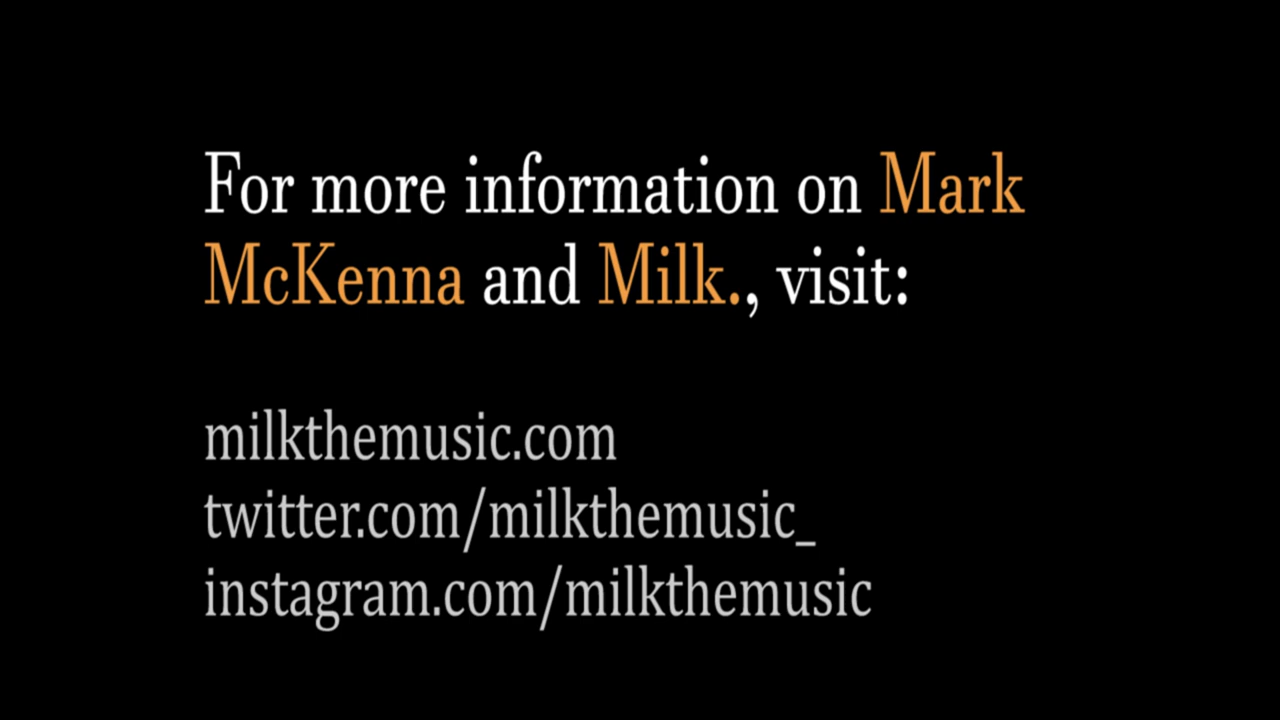 For more information on Mark
McKenna and Milk., visit:
milkthemusic.com
twitter.com/milkthemusic_
instagram.com/milkthemusic